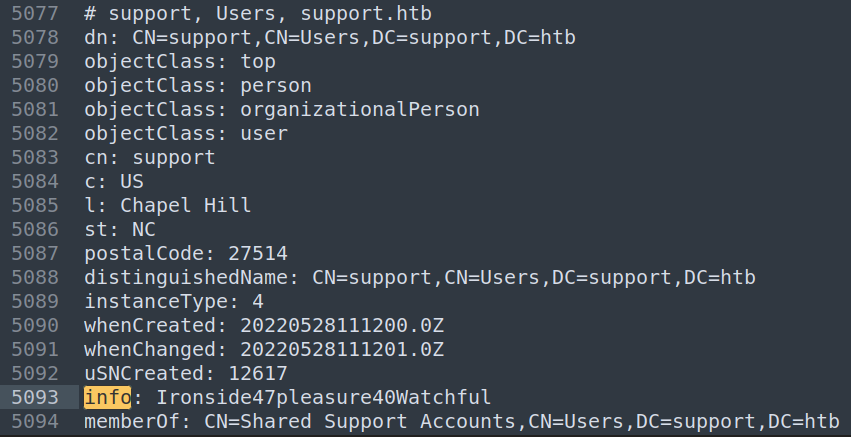 5077 # support, Users, support.htb
5078 dn: CN=support,CN=Users,DC=support,DC=htb
5079 objectClass: top
5080 objectClass: person
5081 objectClass: organizationalPerson
5082 objectClass: user
5083 cn: support
5084 c: US
5085 l: Chapel Hill
5086 st: NC
5087 postalCode: 27514
5088 distinguishedName: CN=support,CN=Users,DC=support,DC=htb
5089 instanceType: 4
5090 whenCreated: 20220528111200.0Z
5091 whenChanged: 20220528111201.0Z
5092 uSNCreated: 12617
5093 info: Ironside47pleasure40Watchful
5094 memberOf: CN=Shared Support Accounts,CN=Users,DC=support,DC=htb